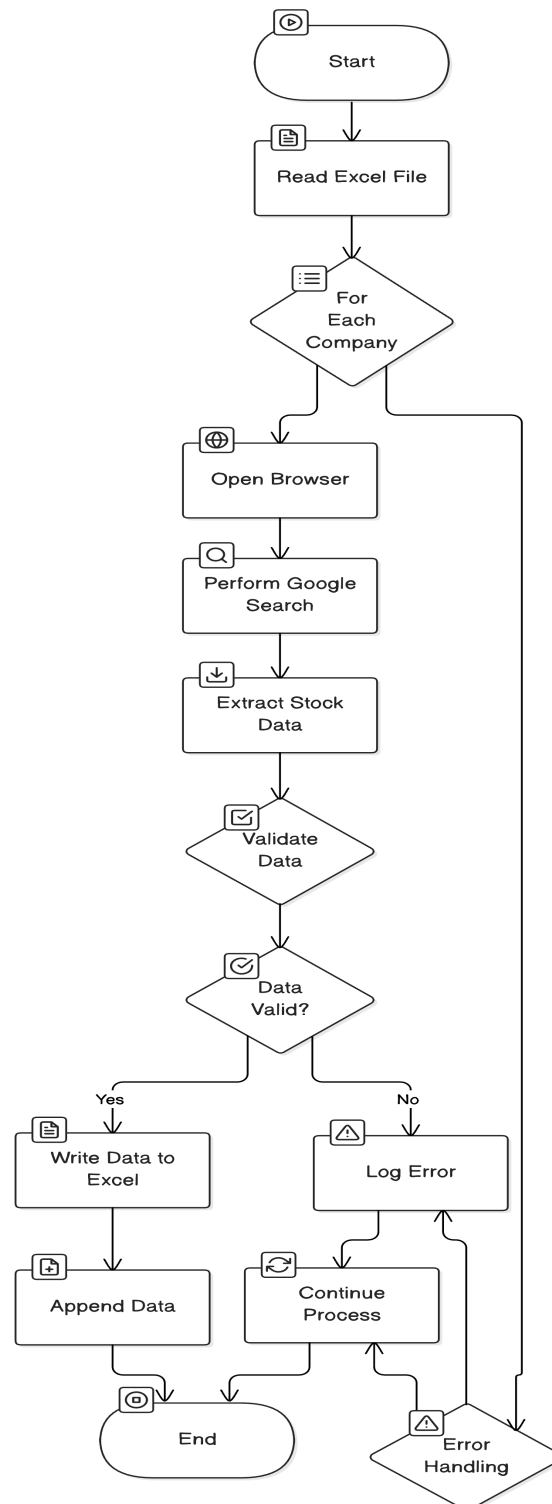 Start
Read Excel File
For
Each
Company
Open Browser
Perform Google
Search
Extract Stock
Data
Validate
Data
Data
Valid?
Yes
No
Write Data to
Excel
Log Error
Continue
Process
Append Data
End
Error
Handling